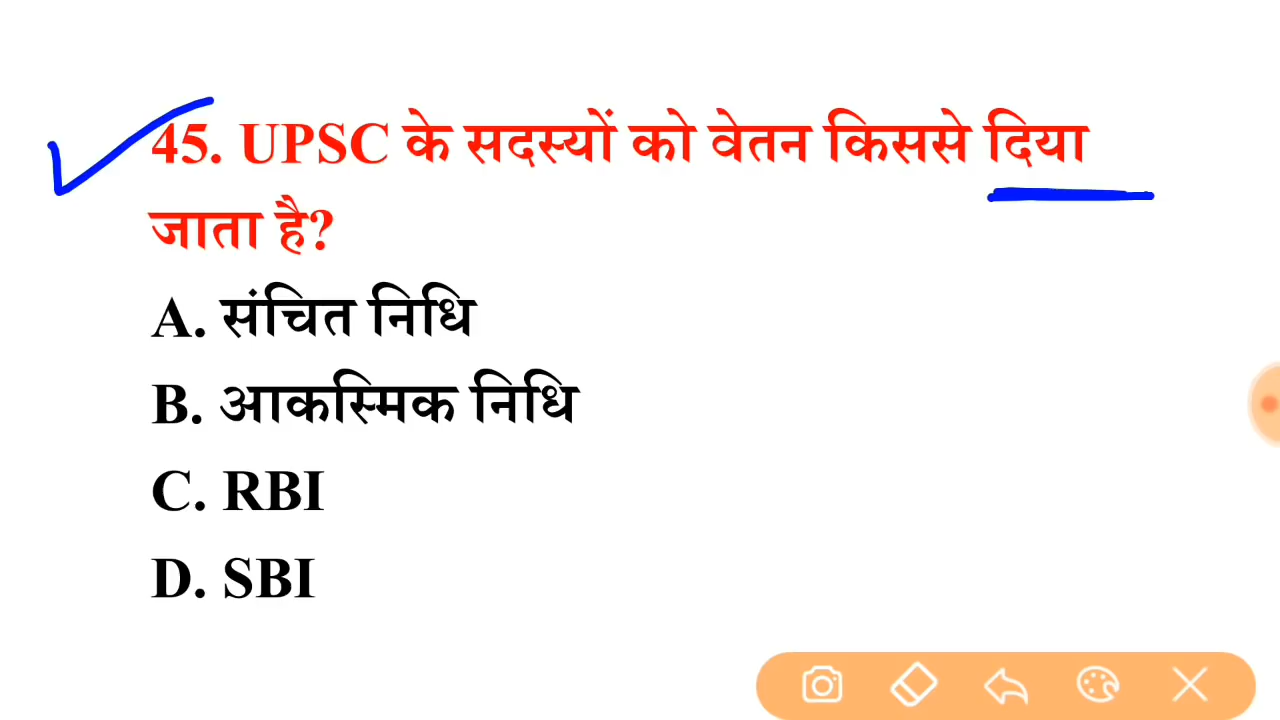 45. UPSC के सदस्यों को वेतन किससे दिया
जाता है?
A. संचित निधि
B. आकस्मिक निधि
C. RBI
D. SBI